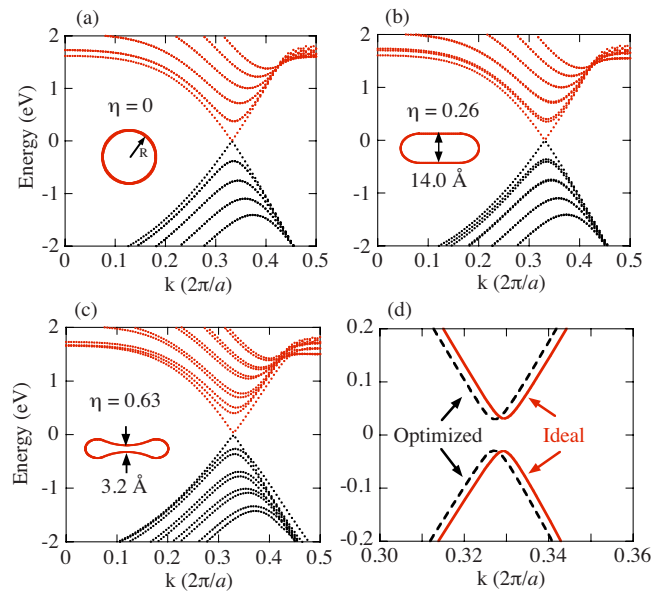 (a)
2
1
0
-1
-2
Energy (eV)
η = 0
R
0 0.1 0.2 0.3 0.4 0.5
k (2π/a)
(b)
2
1
0
-1
-2
η = 0.26
14.0 Å
0 0.1 0.2 0.3 0.4 0.5
k (2π/a)
(c)
2
1
0
-1
-2
Energy (eV)
η = 0.63
3.2 Å
0 0.1 0.2 0.3 0.4 0.5
k (2π/a)
(d)
0.2
0.1
0
-0.1
-0.2
Optimized Ideal
0.30 0.32 0.34 0.36
k (2π/a)